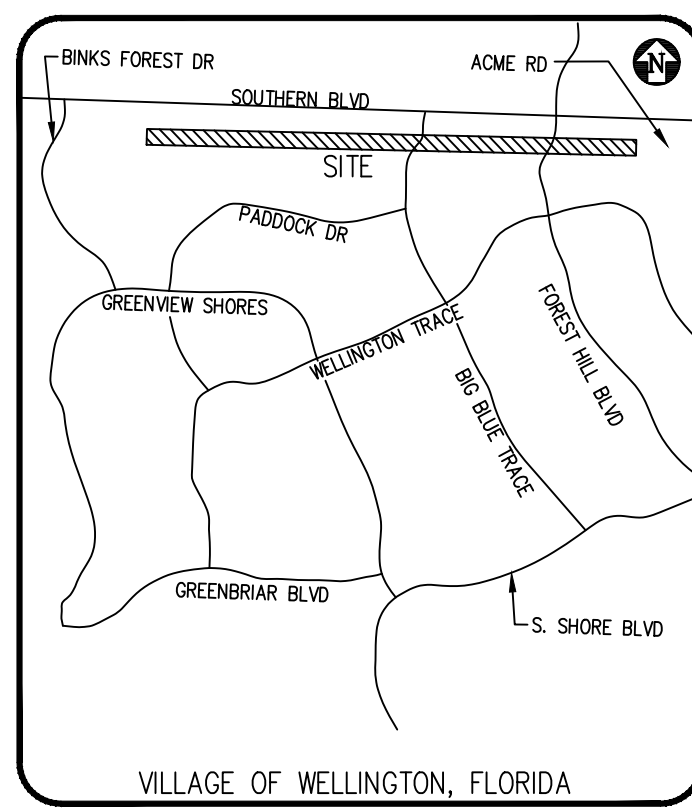 BINKS FOREST DR
ACME RD
N
SOUTHERN BLVD
SITE
PADDOCK DR
GREENVIEW SHORES
WELLINGTON TRACE
FOREST HILL BLVD
BIG BLUE TRACE
GREENBRIAR BLVD
S. SHORE BLVD
VILLAGE OF WELLINGTON, FLORIDA